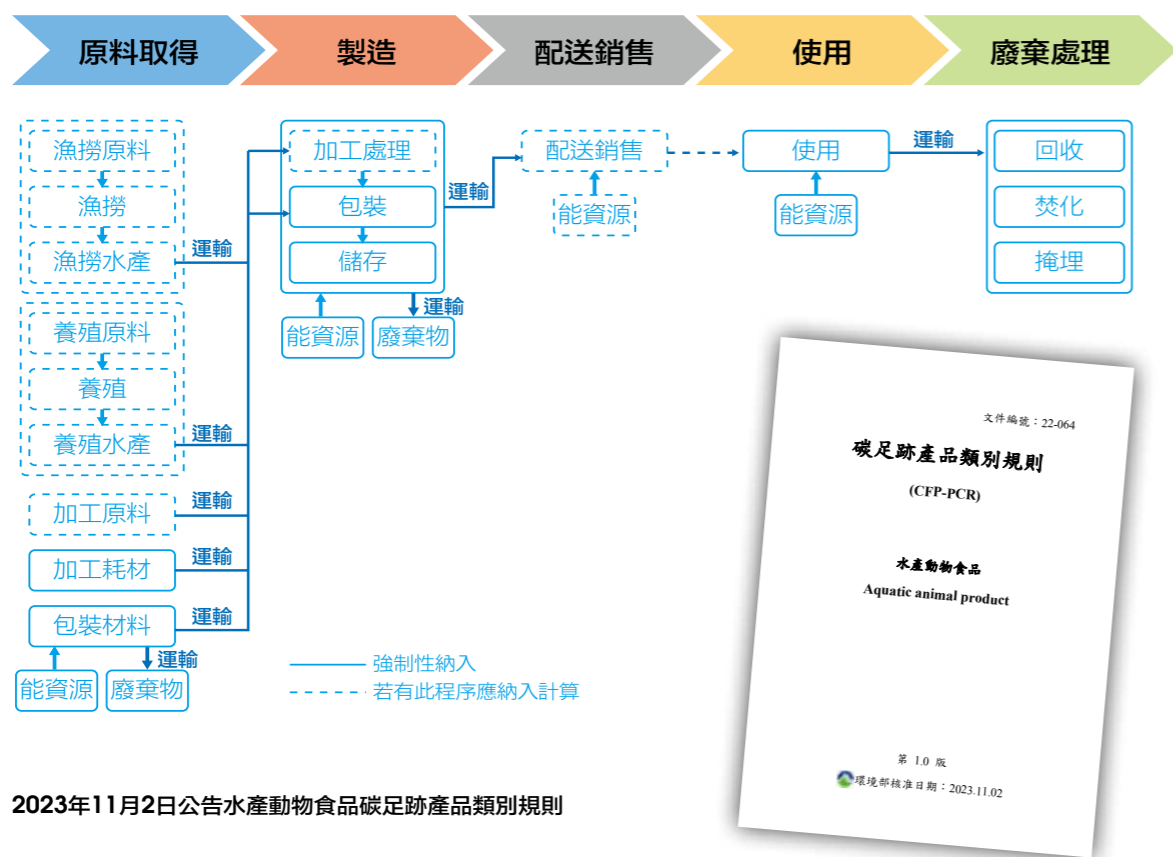 原料取得
製造
配送銷售
使用
廢棄處理
漁撈原料
漁撈
漁撈水產
運輸
養殖原料
養殖
養殖水產
運輸
加工原料
運輸
加工耗材
運輸
包裝材料
運輸
能資源
廢棄物
運輸
加工處理
包裝
儲存
能資源
廢棄物
運輸
運輸
配送銷售
能資源
使用
能資源
運輸
回收
焚化
掩埋
強制性納入
若有此程序應納入計算
文件編號：22-064
碳足跡產品類別規則
(CFP-PCR)
水產動物食品
Aquatic animal product
第 1.0 版
環境部核准日期：2023.11.02
2023年11月2日公告水產動物食品碳足跡產品類別規則